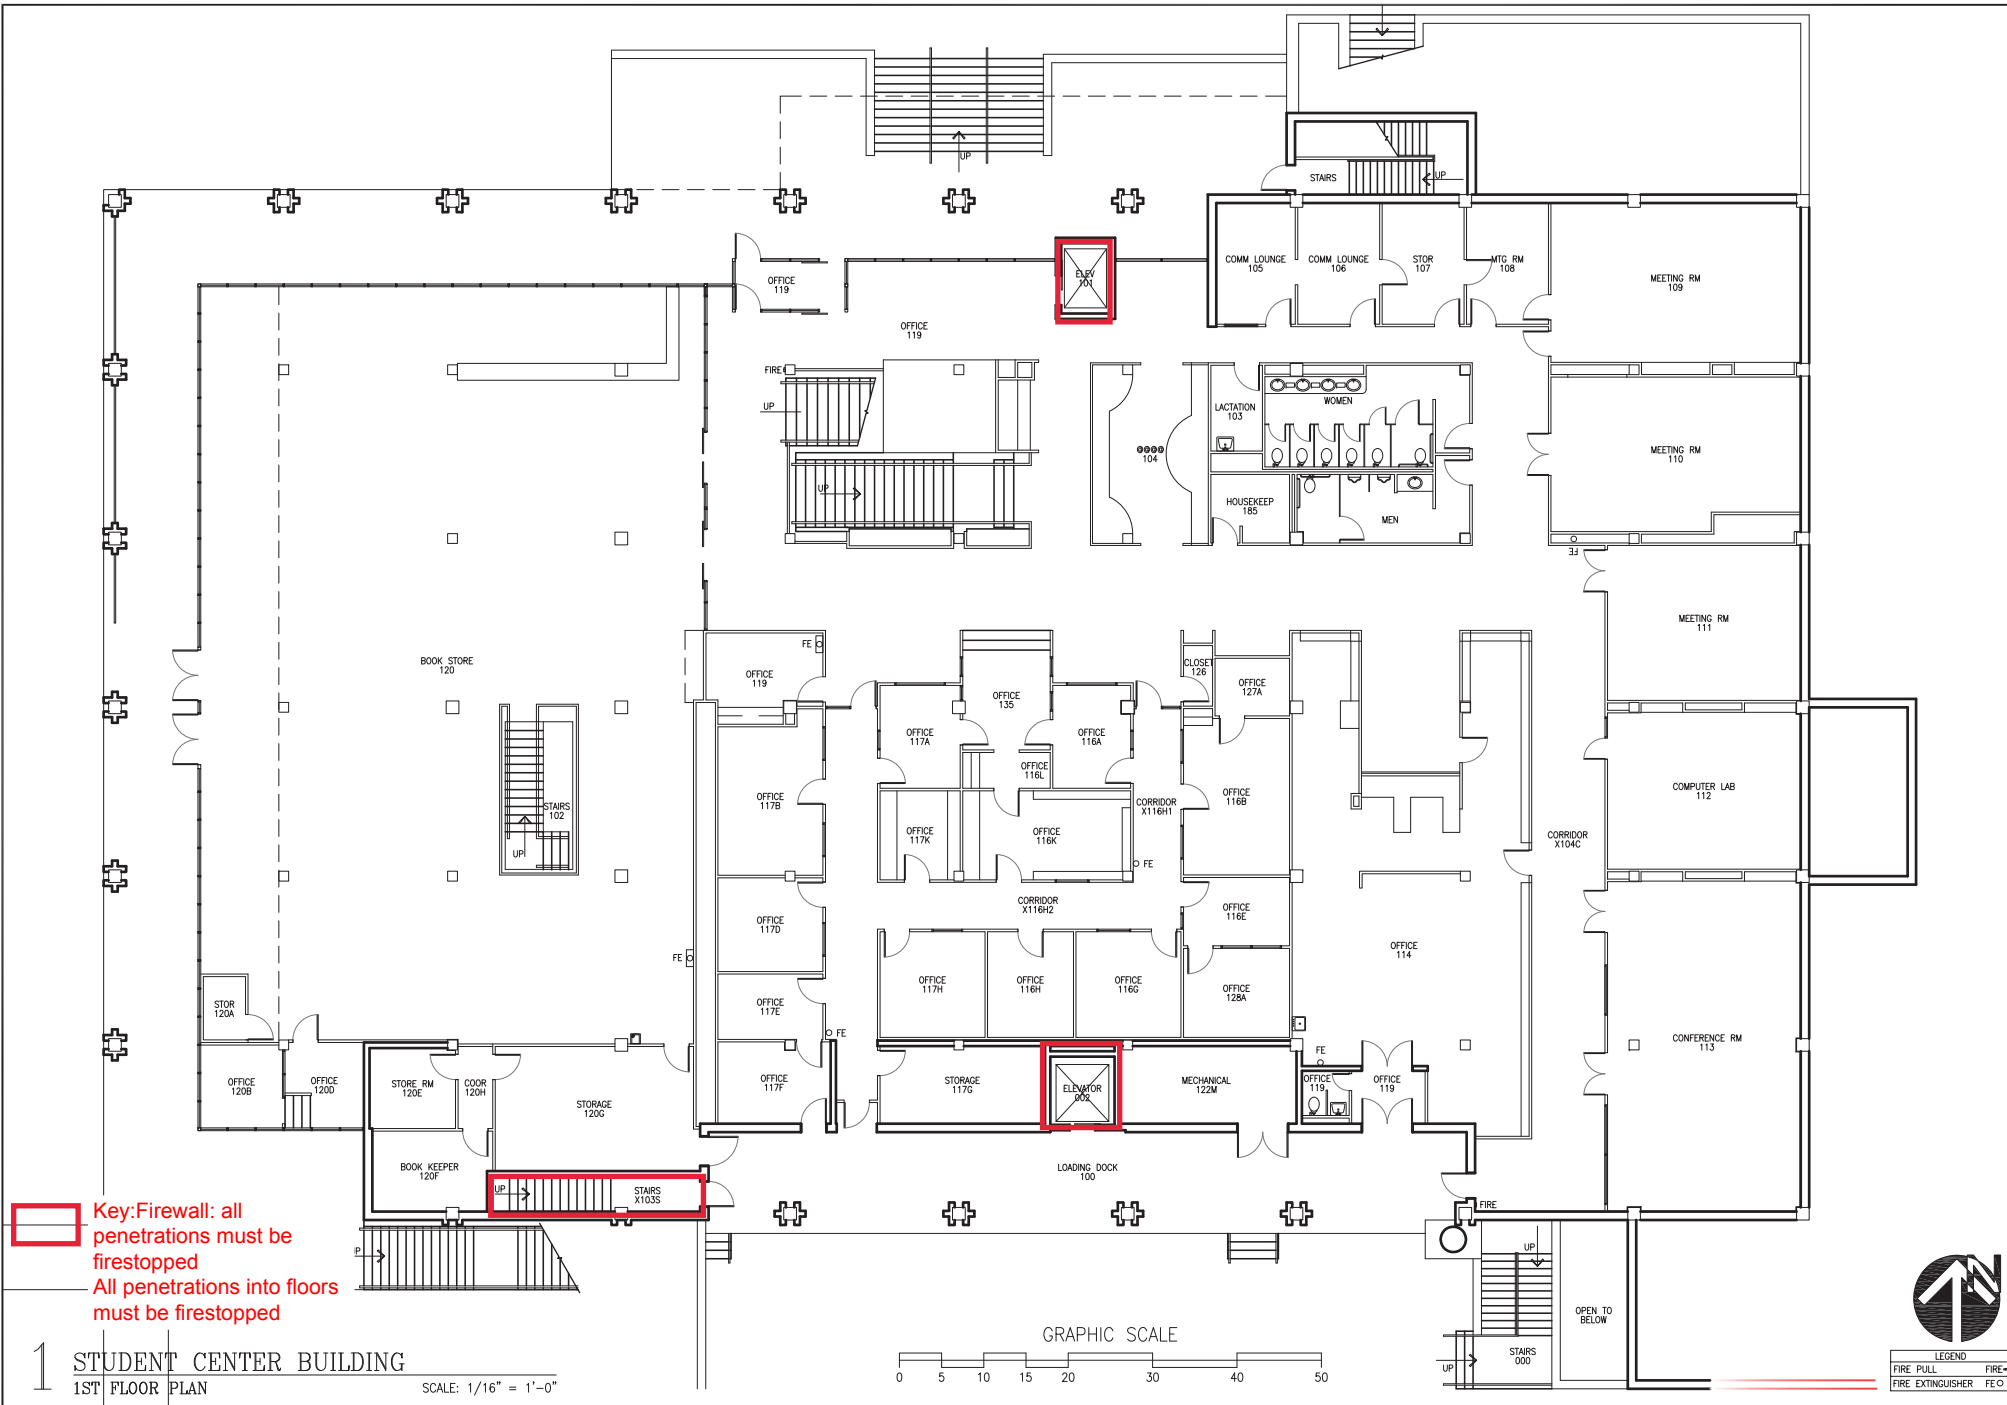 UP
STAIRS
UP
COMM LOUNGE
105
COMM LOUNGE
106
STOR
107
MTG RM
108
MEETING RM
109
ELEV
101
OFFICE
119
OFFICE
119
FIRE
UP
UP
LACTATION
103
WOMEN
104
HOUSEKEEP
185
MEN
MEETING RM
110
FE
MEETING RM
111
BOOK STORE
120
FE
OFFICE
119
OFFICE
135
CLOSET
126
OFFICE
127A
OFFICE
117A
OFFICE
116A
OFFICE
116L
STAIRS
102
UP
OFFICE
117B
OFFICE
117K
OFFICE
116K
CORRIDOR
X116H1
FE
OFFICE
116B
COMPUTER LAB
112
CORRIDOR
X104C
CORRIDOR
X116H2
OFFICE
117D
OFFICE
116E
FE
OFFICE
114
OFFICE
117H
OFFICE
116H
OFFICE
116G
OFFICE
128A
STOR
120A
OFFICE
117E
FE
CONFERENCE RM
113
FE
OFFICE
120B
OFFICE
120D
STORE RM
120E
COOR
120H
STORAGE
120G
OFFICE
117F
STORAGE
117G
ELEVATOR
002
MECHANICAL
122M
OFFICE
119
OFFICE
119
BOOK KEEPER
120F
UP
STAIRS
X103S
LOADING DOCK
100
FIRE
Key:Firewall: all
penetrations must be
firestopped
All penetrations into floors
must be firestopped
P
UP
OPEN TO
BELOW
STAIRS
000
UP
GRAPHIC SCALE
0 5 10 15 20 30 40 50
1 STUDENT CENTER BUILDING
1ST FLOOR PLAN SCALE: 1/16" = 1'-0"
N
LEGEND
FIRE PULL FIRE
FIRE EXTINGUISHER FE